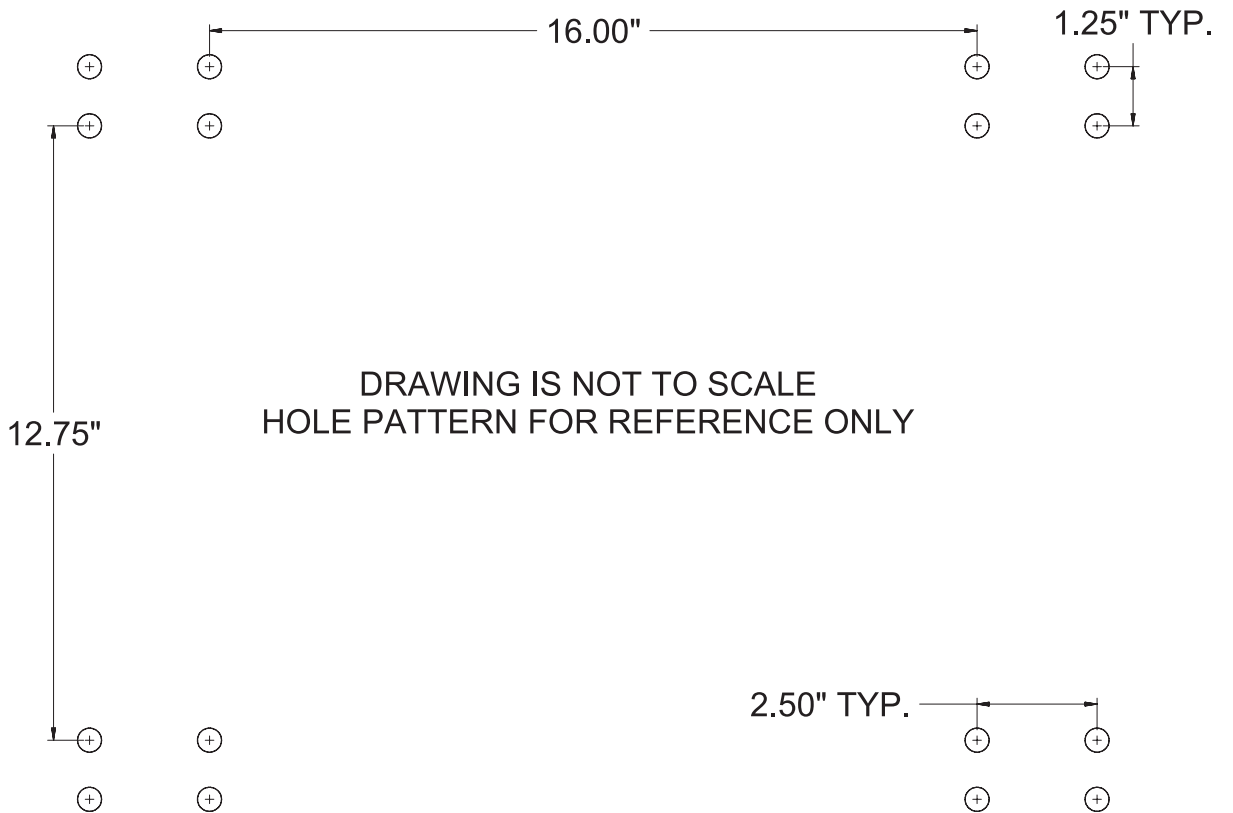 16.00"
1.25" TYP.
DRAWING IS NOT TO SCALE
HOLE PATTERN FOR REFERENCE ONLY
12.75"
2.50" TYP.